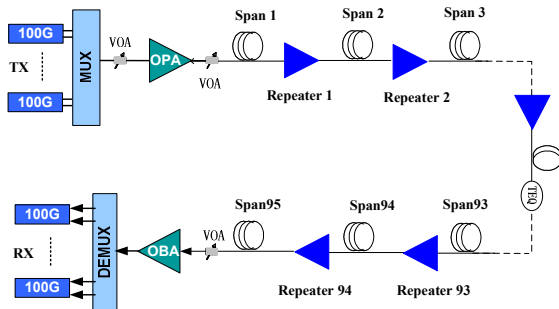 100G
TX
100G
MUX
VOA
OPA
VOA
Span 1
Repeater 1
Span 2
Repeater 2
Span 3
TEQ
Span93
Repeater 93
Span94
Repeater 94
Span95
VOA
OBA
DEMUX
100G
RX
100G